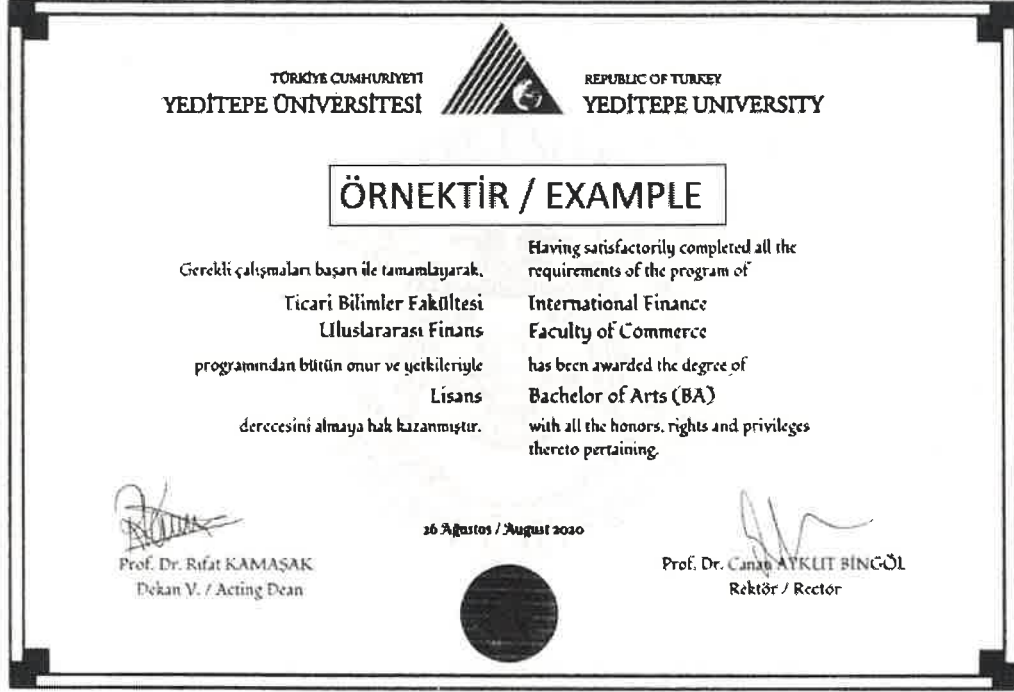 TÜRKİYE CUMHURİYETİ
YEDİTEPE ÜNİVERSİTESİ
REPUBLIC OF TURKEY
YEDİTEPE UNIVERSITY
ÖRNEKTİR / EXAMPLE
Gerekli çalışmaları başarı ile tamamlayarak,
Ticari Bilimler Fakültesi
Uluslararası Finans
programından bütün onur ve yetkileriyle
Lisans
derecesini almaya hak kazanmıştır.
Having satisfactorily completed all the
requirements of the program of
International Finance
Faculty of Commerce
has been awarded the degree of
Bachelor of Arts (BA)
with all the honors, rights and privileges
thereto pertaining.
26 Ağustos / August 2020
Prof. Dr. Rıfat KAMAŞAK
Dekan V. / Acting Dean
Prof. Dr. Canan AYKUT BİNGÖL
Rektör / Rector